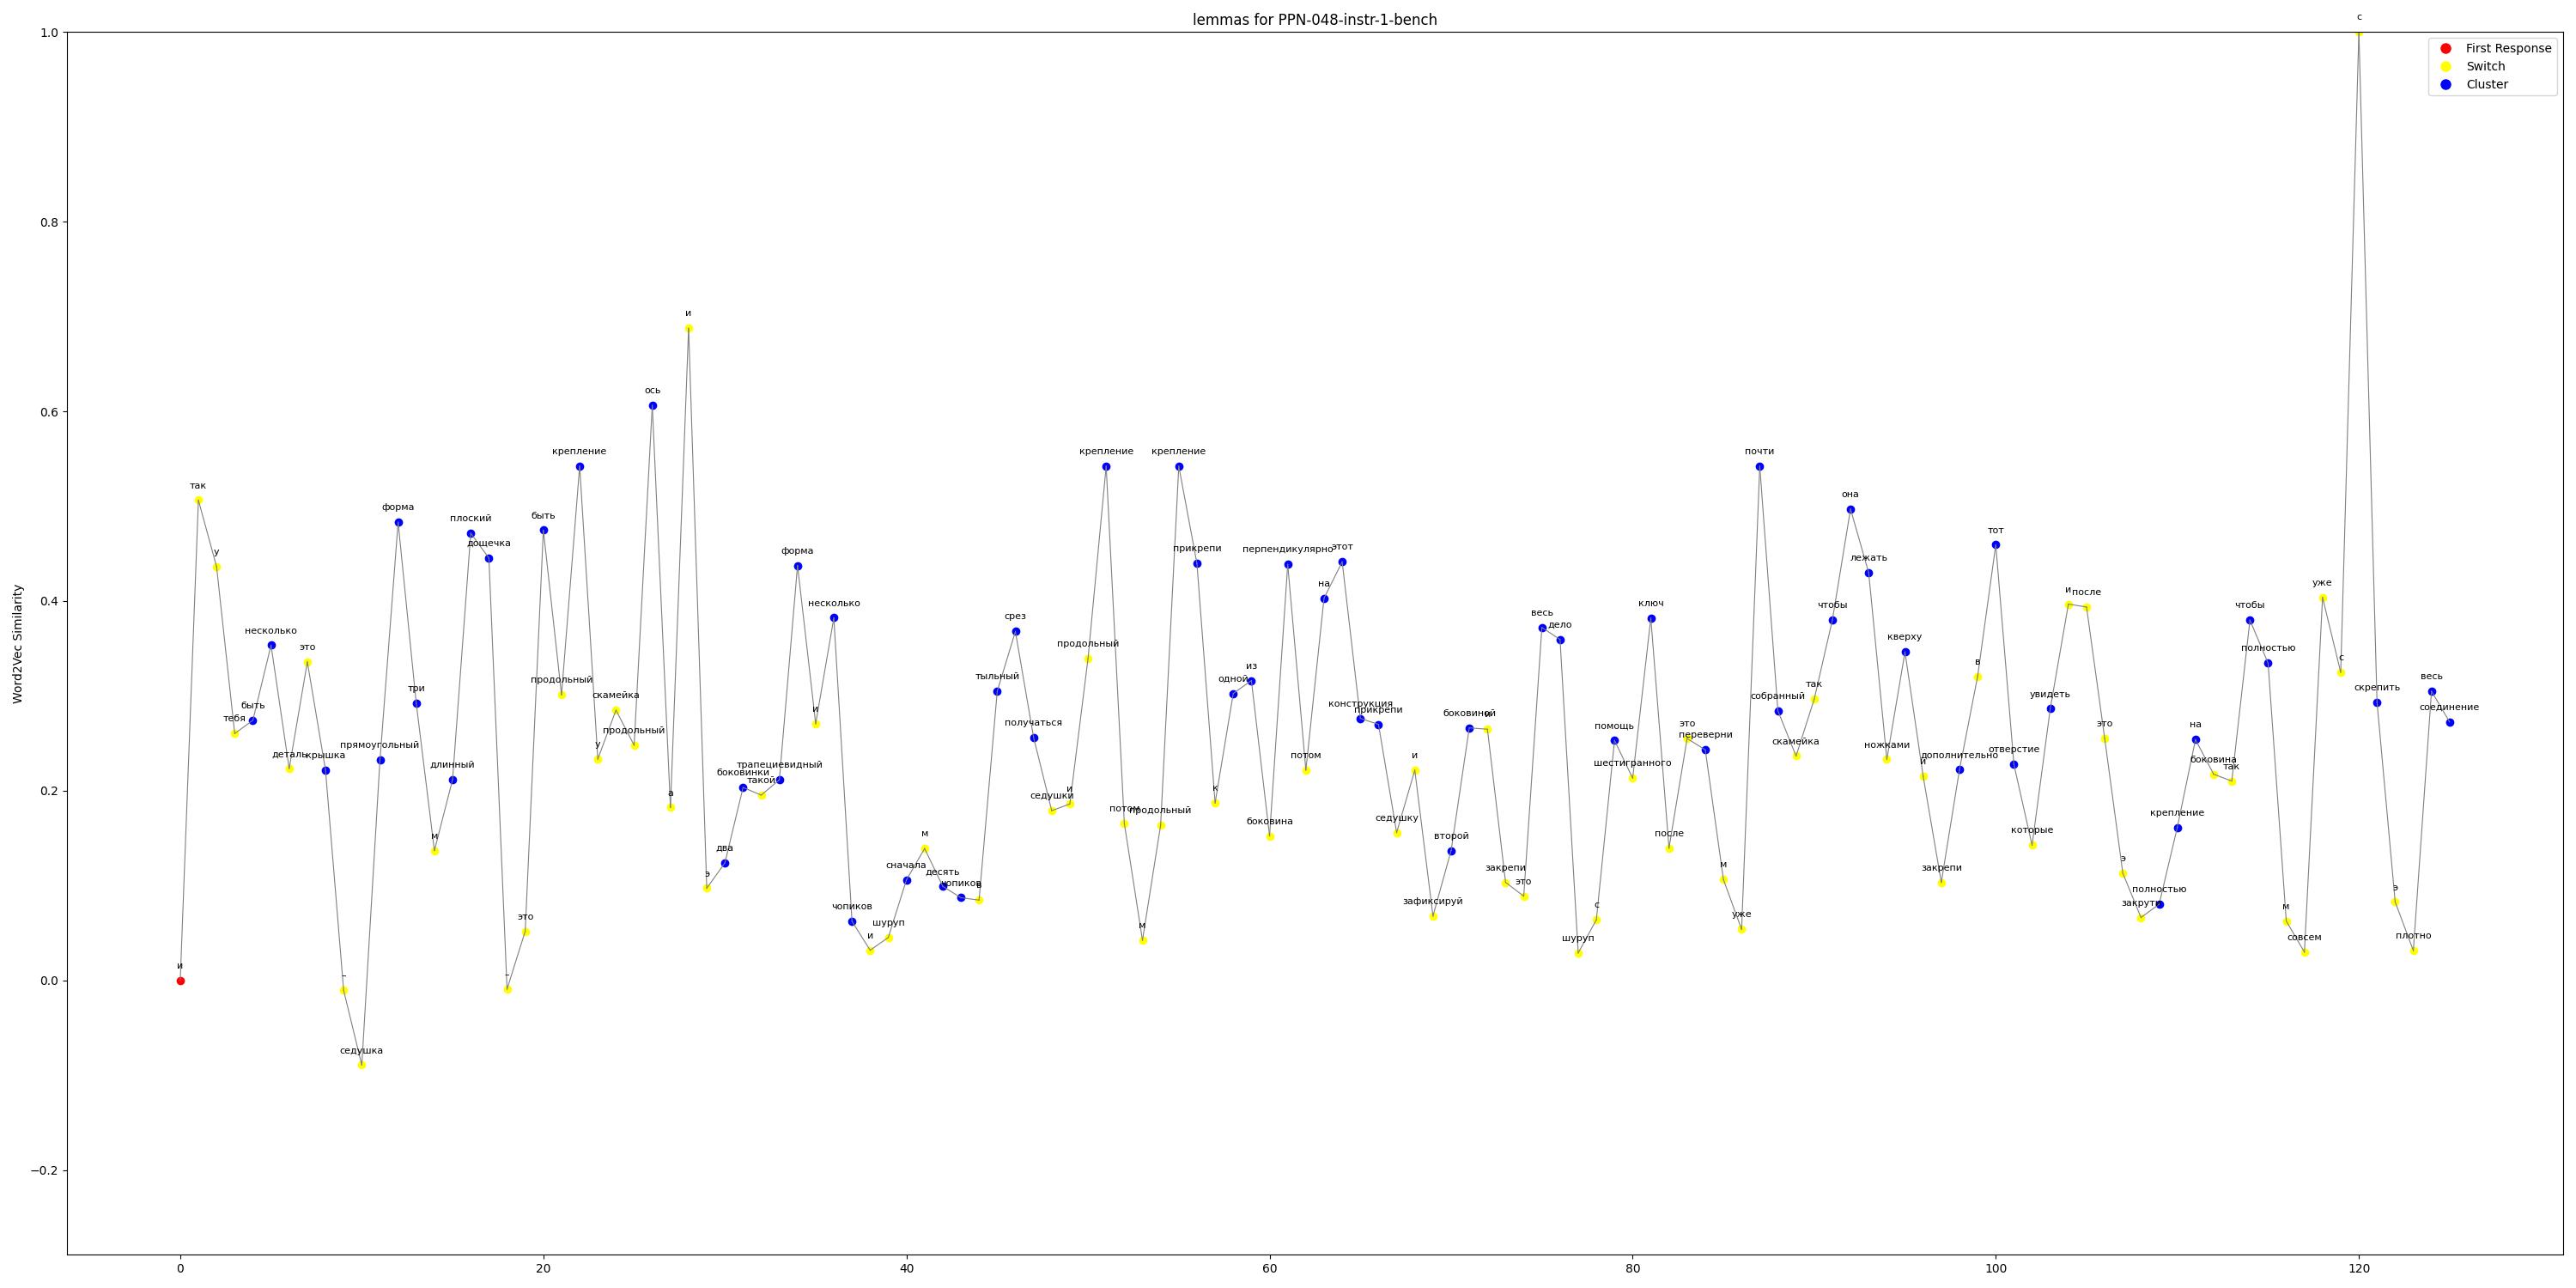 lemmas for PPN-048-instr-1-bench
Word2Vec Similarity
1.0
0.8
0.6
0.4
0.2
0.0
−0.2
0
20
40
60
80
100
120
First Response
Switch
Cluster
и
так
у
тебя
быть
несколько
деталь
это
крышка
–
седушка
прямоугольный
форма
три
м
длинный
плоский
дощечка
–
это
быть
продольный
крепление
у
скамейка
продольный
ось
а
и
э
два
боковинки
такой
трапециевидный
форма
и
несколько
чопиков
и
шуруп
сначала
м
десять
чопиков
в
тыльный
срез
получаться
седушки
и
продольный
крепление
потом
м
продольный
крепление
прикрепи
к
одной
из
боковина
перпендикулярно
потом
на
этот
конструкция
прикрепи
седушку
и
зафиксируй
второй
боковиной
и
закрепи
это
весь
дело
шуруп
с
помощь
шестигранного
ключ
после
это
переверни
м
уже
почти
собранный
скамейка
так
чтобы
она
лежать
ножками
кверху
и
закрепи
дополнительно
в
тот
отверстие
которые
увидеть
и
после
это
э
закрути
полностью
крепление
на
боковина
так
чтобы
полностью
м
совсем
уже
с
с
скрепить
э
плотно
весь
соединение